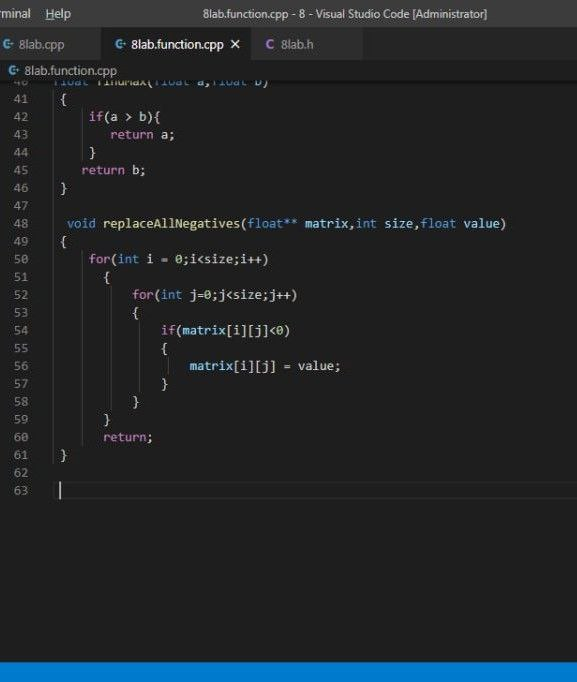 minal Help 8lab.function.cpp - 8 - Visual Studio Code [Administrator]
8lab.cpp 8lab.function.cpp × C 8lab.h
8lab.function.cpp
40 float findMax(float a,float b)
41 {
42 if(a > b){
43 return a;
44 }
45 return b;
46 }
47
48 void replaceAllNegatives(float** matrix,int size,float value)
49 {
50 for(int i = 0;i<size;i++)
51 {
52 for(int j=0;j<size;j++)
53 {
54 if(matrix[i][j]<0)
55 {
56 matrix[i][j] = value;
57 }
58 }
59 }
60 return;
61 }
62
63